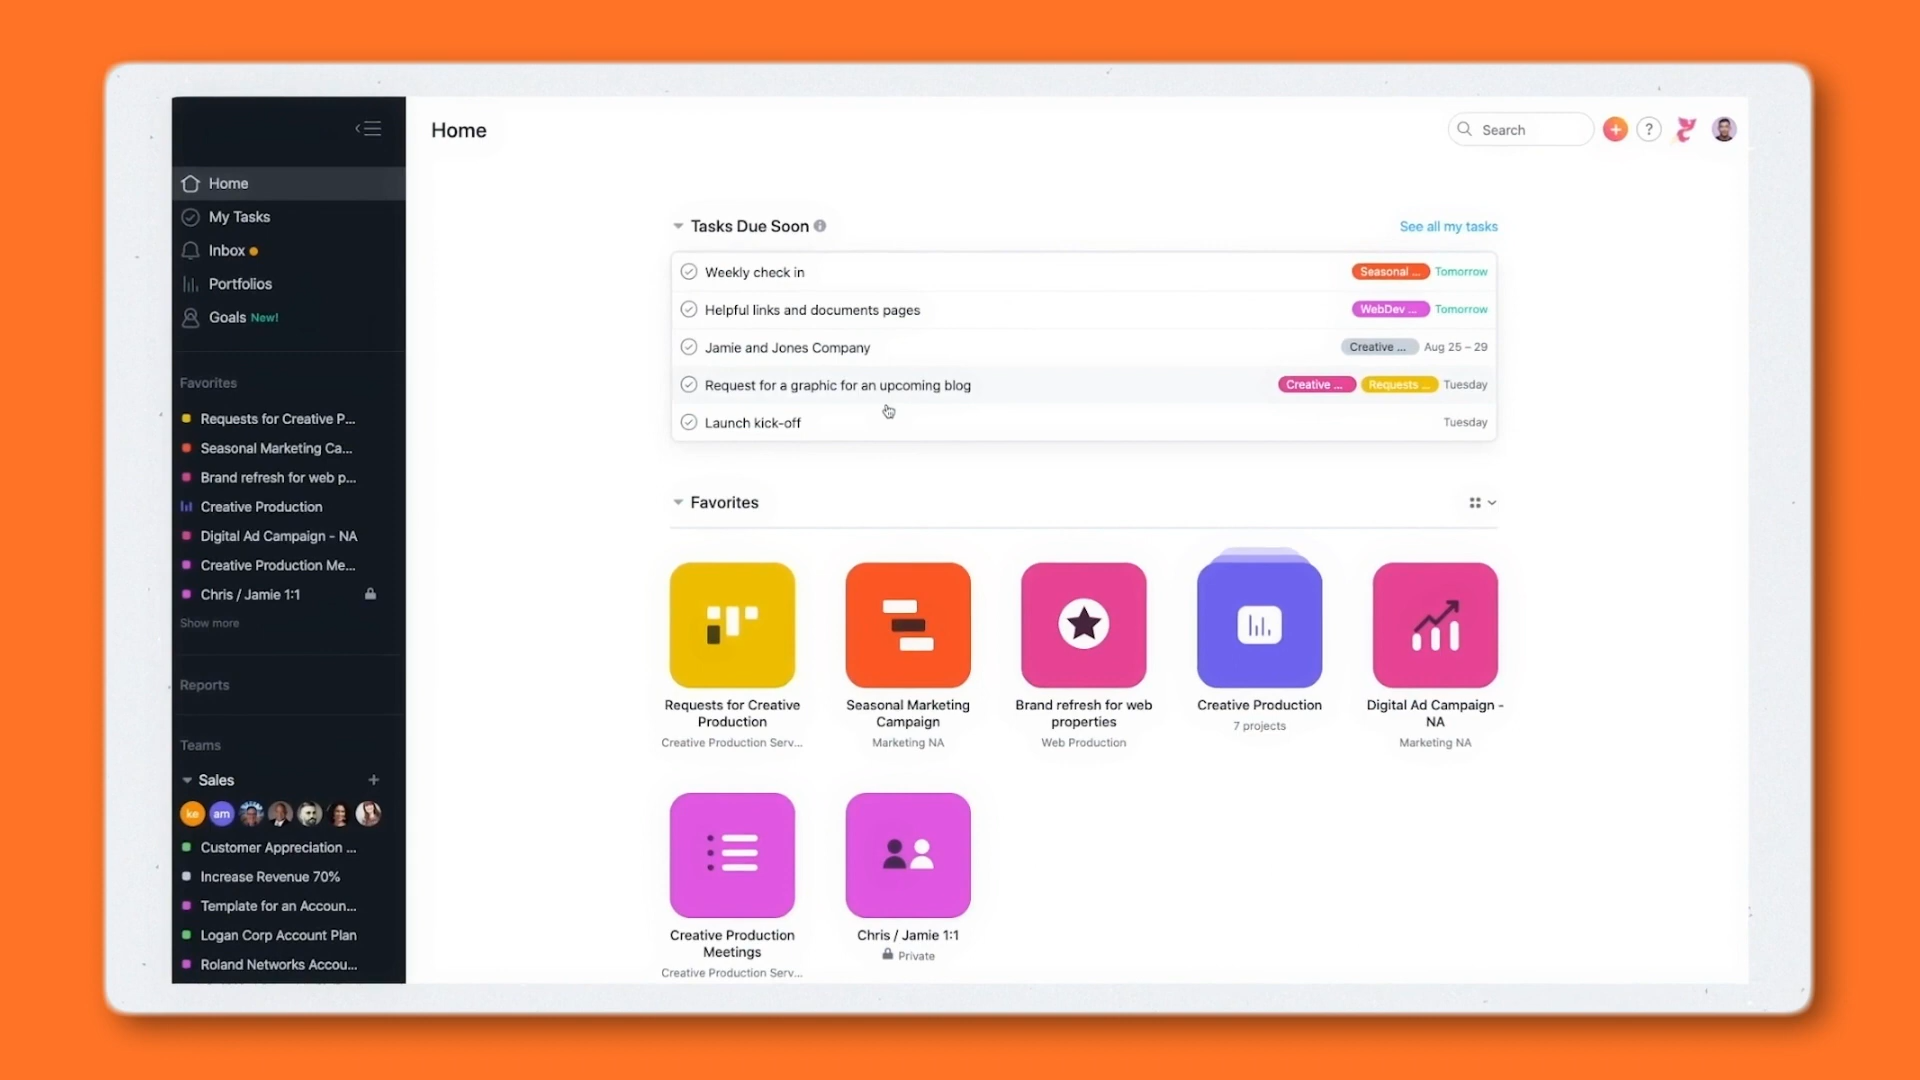 Home
My Tasks
Inbox
Portfolios
Goals New!
Favorites
Requests for Creative P...
Seasonal Marketing Ca...
Brand refresh for web p...
Creative Production
Digital Ad Campaign - NA
Creative Production Me...
Chris / Jamie 1:1
Show more
Reports
Teams
Sales
+
ke am
Customer Appreciation ...
Increase Revenue 70%
Template for an Accoun...
Logan Corp Account Plan
Roland Networks Accou...
Home
Search
+ ?
Tasks Due Soon
See all my tasks
Weekly check in Seasonal ... Tomorrow
Helpful links and documents pages WebDev ... Tomorrow
Jamie and Jones Company Creative ... Aug 25 – 29
Request for a graphic for an upcoming blog Creative ... Requests ... Tuesday
Launch kick-off Tuesday
Favorites
Requests for Creative
Production
Creative Production Serv...
Seasonal Marketing
Campaign
Marketing NA
Brand refresh for web
properties
Web Production
Creative Production
7 projects
Digital Ad Campaign -
NA
Marketing NA
Creative Production
Meetings
Creative Production Serv...
Chris / Jamie 1:1
Private